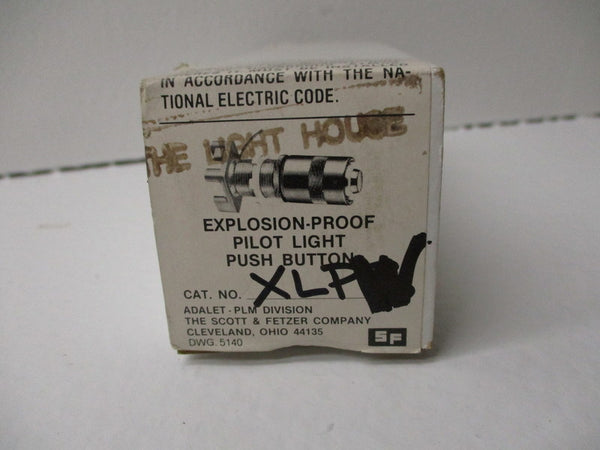 IN ACCORDANCE WITH THE NA-
TIONAL ELECTRIC CODE.
THE LIGHT HOUSE
EXPLOSION-PROOF
PILOT LIGHT
PUSH BUTTON
CAT. NO. XLPW
ADALET-PLM DIVISION
THE SCOTT & FETZER COMPANY
CLEVELAND, OHIO 44135
DWG. 5140
SF